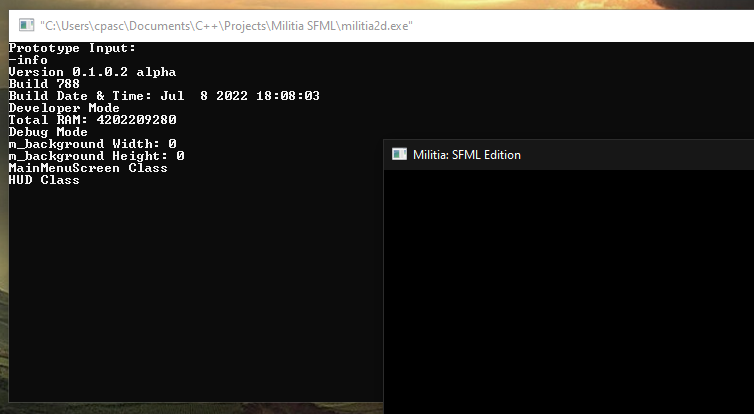 "C:\Users\cpasc\Documents\C++\Projects\Militia SFML\militia2d.exe"
Prototype Input:
-info
Version 0.1.0.2 alpha
Build 788
Build Date & Time: Jul  8 2022 18:08:03
Developer Mode
Total RAM: 4202209280
Debug Mode
m_background Width: 0
m_background Height: 0
MainMenuScreen Class
HUD Class
Militia: SFML Edition